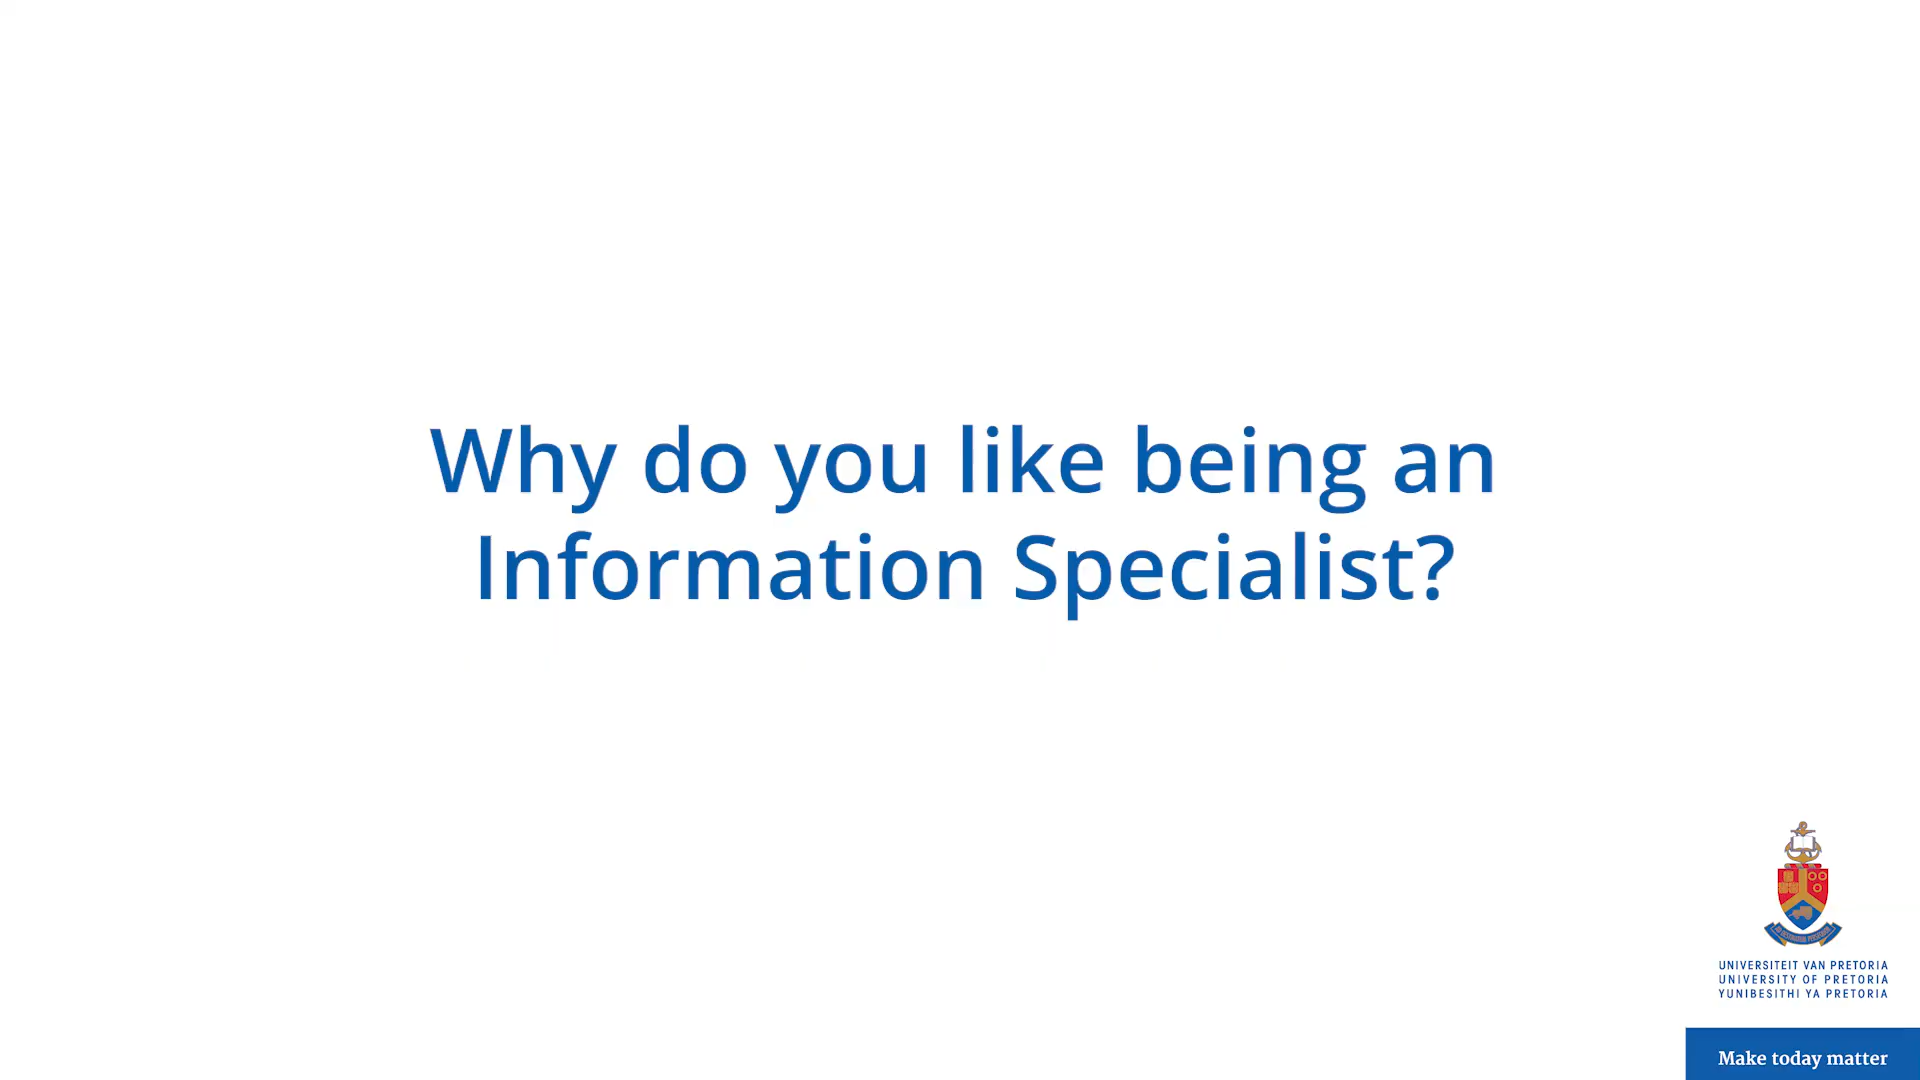 Why do you like being an
Information Specialist?
UNIVERSITEIT VAN PRETORIA
UNIVERSITY OF PRETORIA
YUNIBESITHI YA PRETORIA
Make today matter